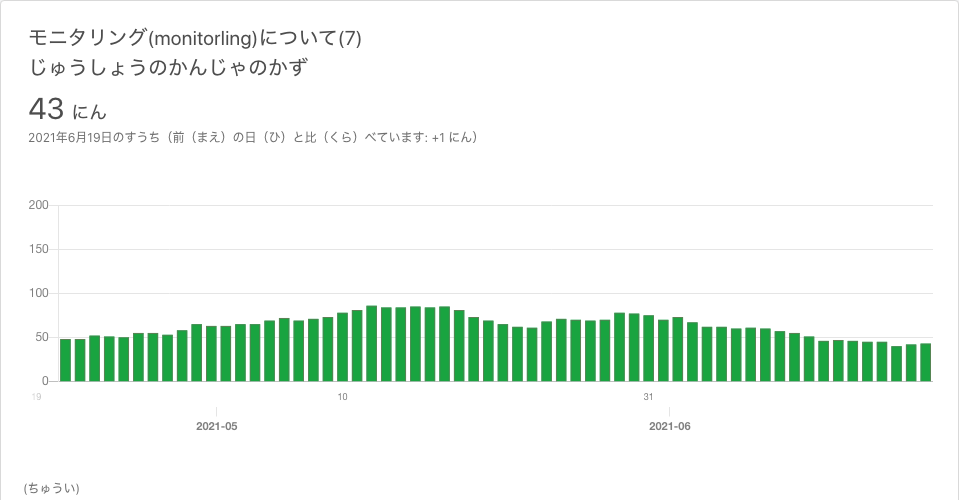 モニタリング(monitorling)について(7)
じゅうしょうのかんじゃのかず
43 にん
2021年6月19日のすうち（前（まえ）の日（ひ）と比（くら）べています: +1 にん）
200
150
100
50
0
19 10 31
2021-05 2021-06
(ちゅうい)